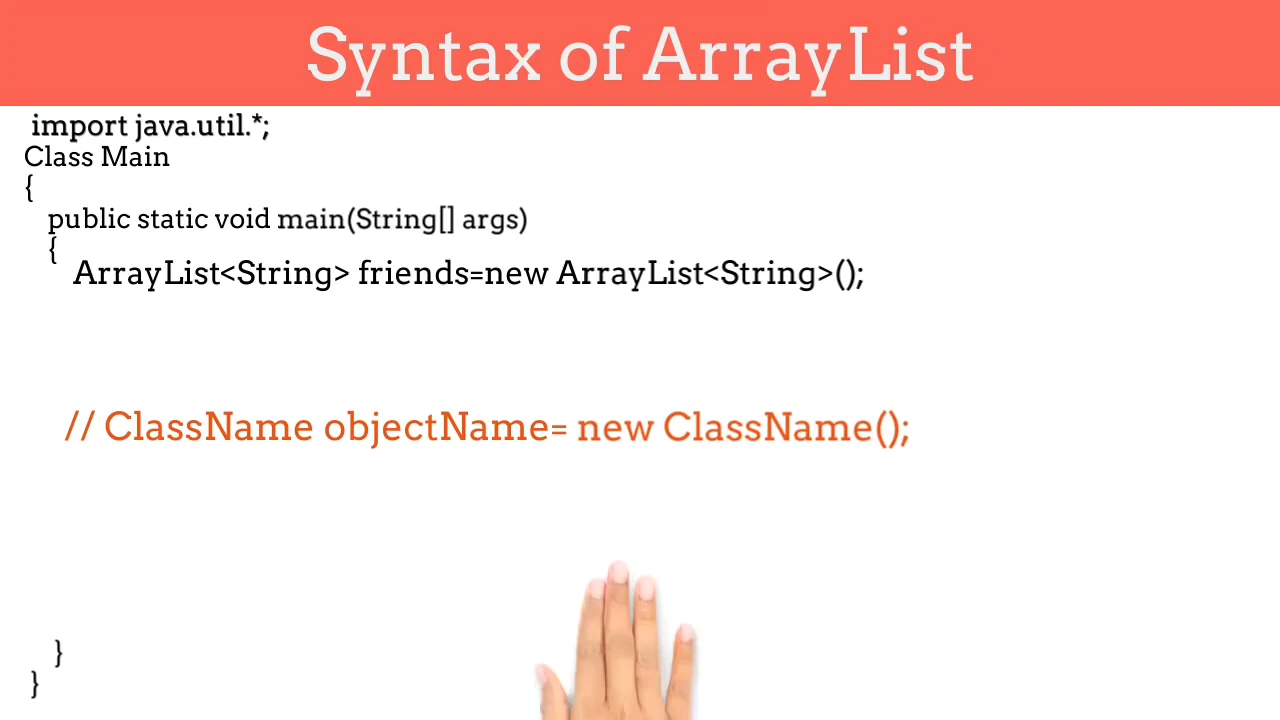 Syntax of ArrayList
import java.util.*;
Class Main
{
public static void main(String[] args)
{
ArrayList<String> friends=new ArrayList<String>();
// ClassName objectName= new ClassName();
}
}